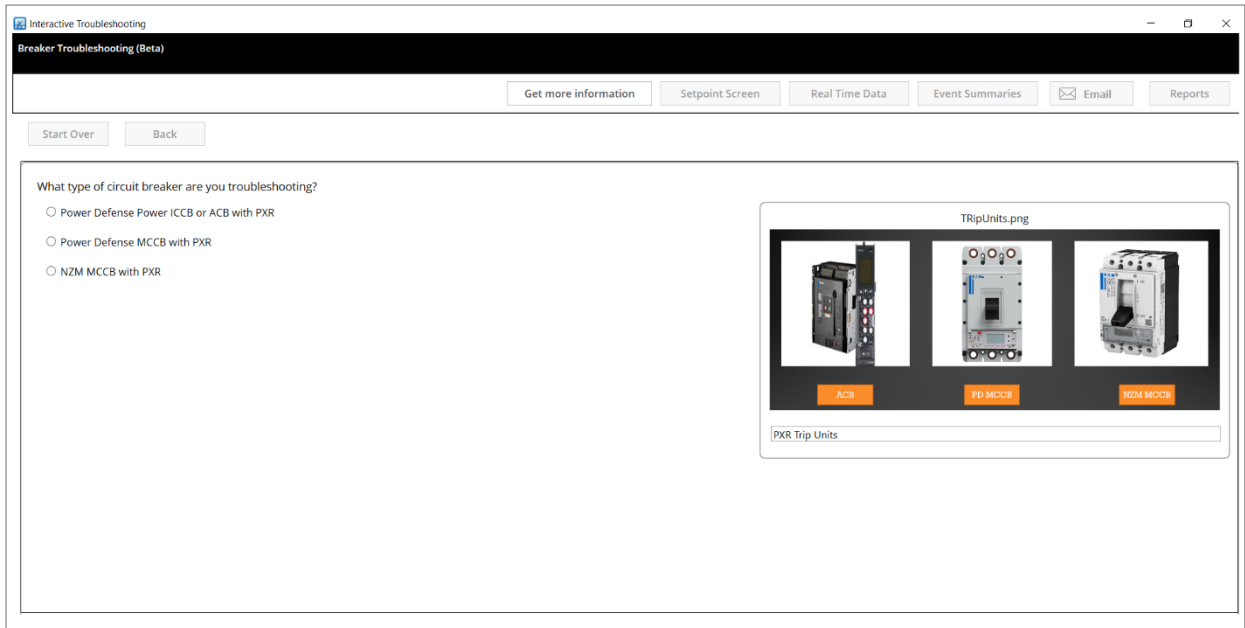 Interactive Troubleshooting
Breaker Troubleshooting (Beta)
Get more information
Setpoint Screen
Real Time Data
Event Summaries
Email
Reports
Start Over
Back
What type of circuit breaker are you troubleshooting?
Power Defense Power ICCB or ACB with PXR
Power Defense MCCB with PXR
NZM MCCB with PXR
TRipUnits.png
ACB
PD MCCB
NZM MCCB
PXR Trip Units